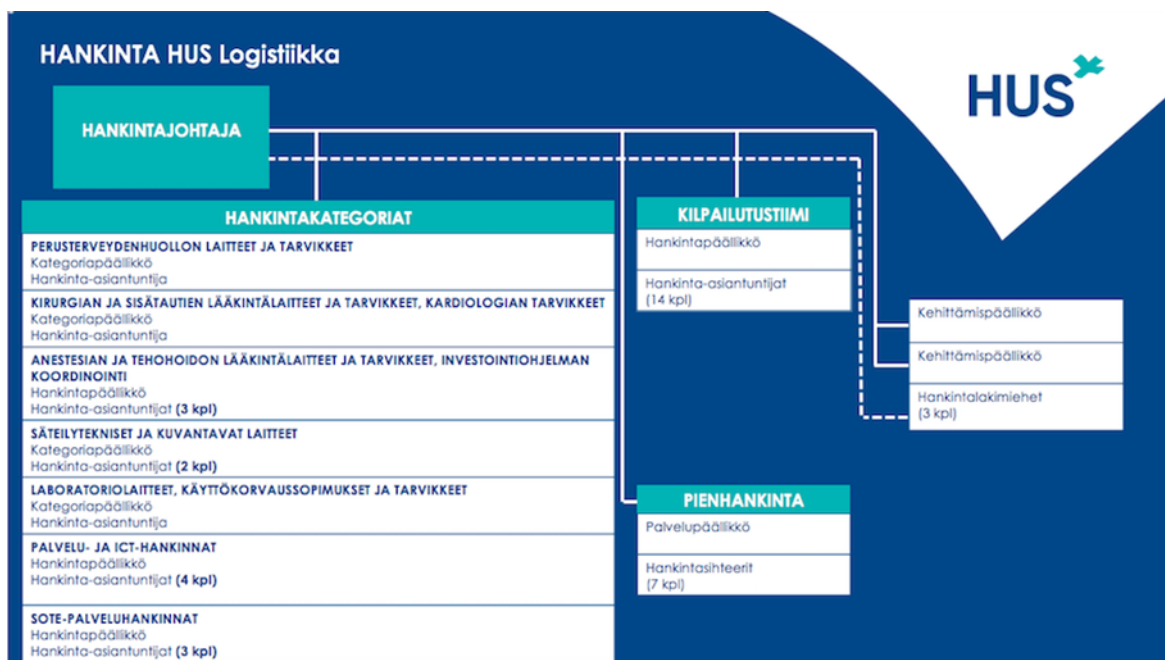 HANKINTA HUS Logistiikka
HUS
HANKINTAJOHTAJA
HANKINTAKATEGORIAT
PERUSTERVEYDENHUOLLON LAITTEET JA TARVIKKEET
Kategoriapäällikkö
Hankinta-asiantuntija
KIRURGIAN JA SISÄTAUTIEN LÄÄKINTÄLAITTEET JA TARVIKKEET, KARDIOLOGIAN TARVIKKEET
Kategoriapäällikkö
Hankinta-asiantuntija
ANESTESIAN JA TEHOHOIDON LÄÄKINTÄLAITTEET JA TARVIKKEET, INVESTOINTIOHJELMAN
KOORDINOINTI
Hankintapäällikkö
Hankinta-asiantuntijat (3 kpl)
SÄTEILYTEKNISET JA KUVANTAVAT LAITTEET
Kategoriapäällikkö
Hankinta-asiantuntijat (2 kpl)
LABORATORIOLAITTEET, KÄYTTÖKORVAUSSOPIMUKSET JA TARVIKKEET
Kategoriapäällikkö
Hankinta-asiantuntija
PALVELU- JA ICT-HANKINNAT
Hankintapäällikkö
Hankinta-asiantuntijat (4 kpl)
SOTE-PALVELUHANKINNAT
Hankintapäällikkö
Hankinta-asiantuntijat (3 kpl)
KILPAILUTUSTIIMI
Hankintapäällikkö
Hankinta-asiantuntijat
(14 kpl)
PIENHANKINTA
Palvelupäällikkö
Hankintasihteerit
(7 kpl)
Kehittämispäällikkö
Kehittämispäällikkö
Hankintalakimiehet
(3 kpl)